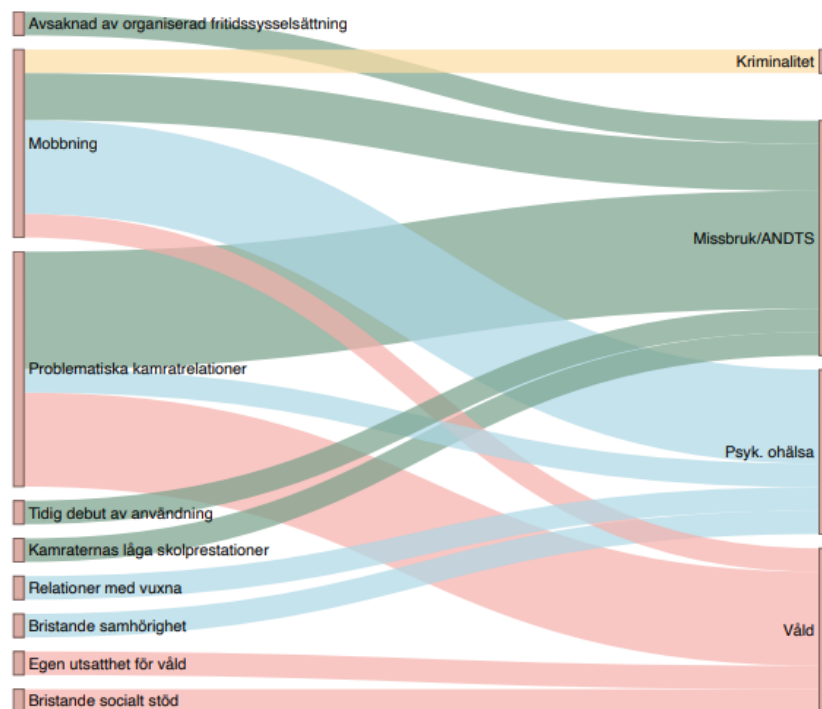 Avsaknad av organiserad fritidssysselsättning
Kriminalitet
Mobbning
Missbruk/ANDTS
Problematiska kamratrelationer
Psyk. ohälsa
Tidig debut av användning
Kamraternas låga skolprestationer
Relationer med vuxna
Bristande samhörighet
Våld
Egen utsatthet för våld
Bristande socialt stöd